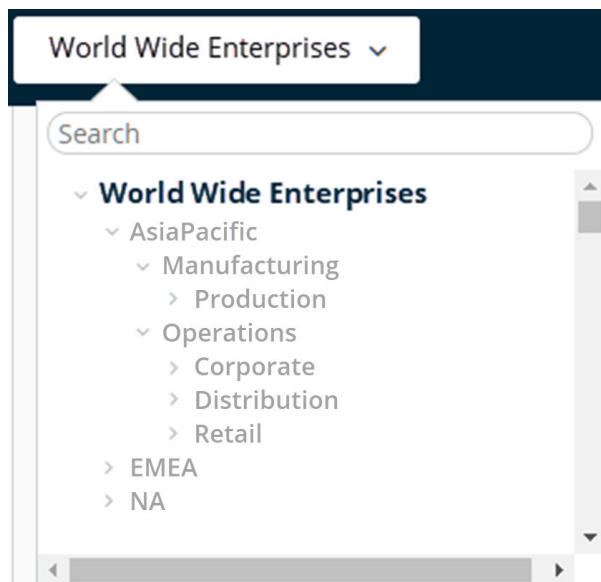 World Wide Enterprises
Search
World Wide Enterprises
AsiaPacific
Manufacturing
Production
Operations
Corporate
Distribution
Retail
EMEA
NA